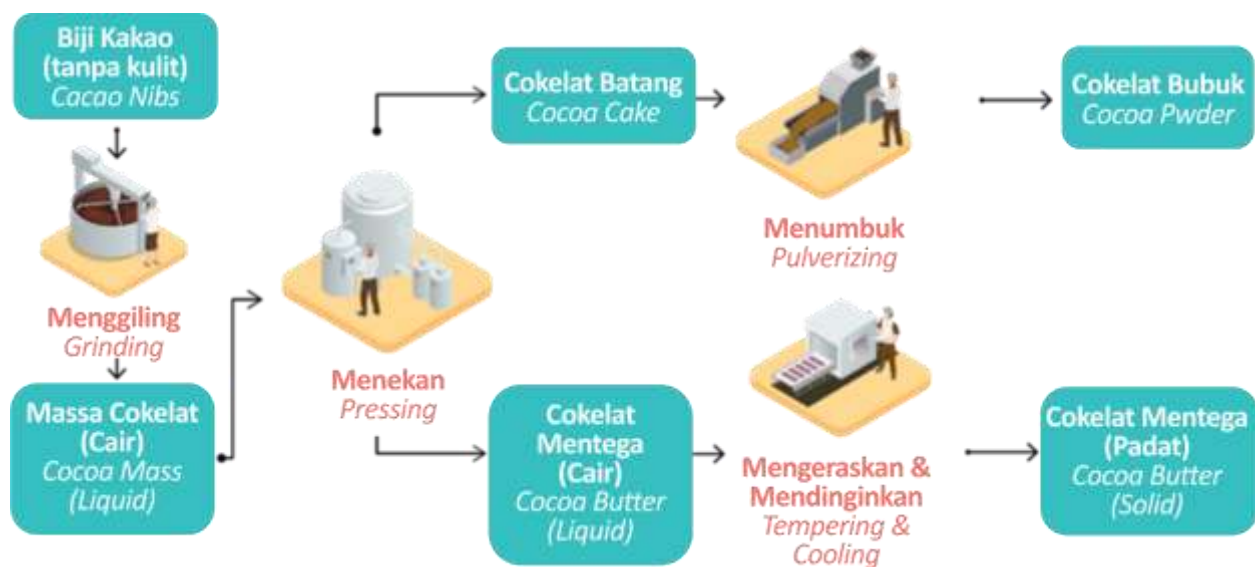 Biji Kakao
(tanpa kulit)
Cacao Nibs
Menggiling
Grinding
Massa Cokelat
(Cair)
Cocoa Mass
(Liquid)
Menekan
Pressing
Cokelat Batang
Cocoa Cake
Menumbuk
Pulverizing
Cokelat Bubuk
Cocoa Pwder
Cokelat
Mentega
(Cair)
Cocoa Butter
(Liquid)
Mengeraskan &
Mendinginkan
Tempering &
Cooling
Cokelat Mentega
(Padat)
Cocoa Butter
(Solid)